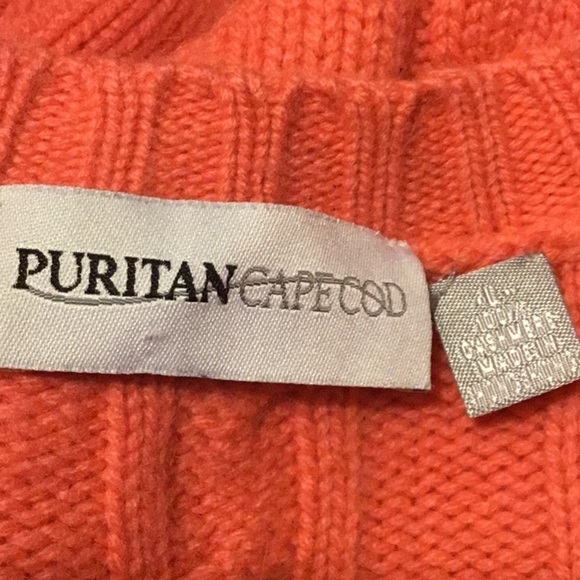 PURITAN CAPE COD
100%
CASHMERE
MADE IN